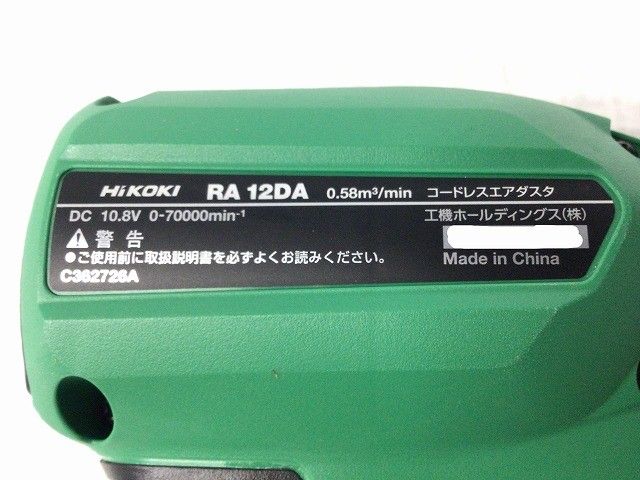 HiKOKI RA 12DA 0.58m³/min コードレスエアダスタ
DC 10.8V 0-70000min⁻¹ 工機ホールディングス(株)
警告
●ご使用前に取扱説明書を必ずよくお読みください。
Made in China
C362726A